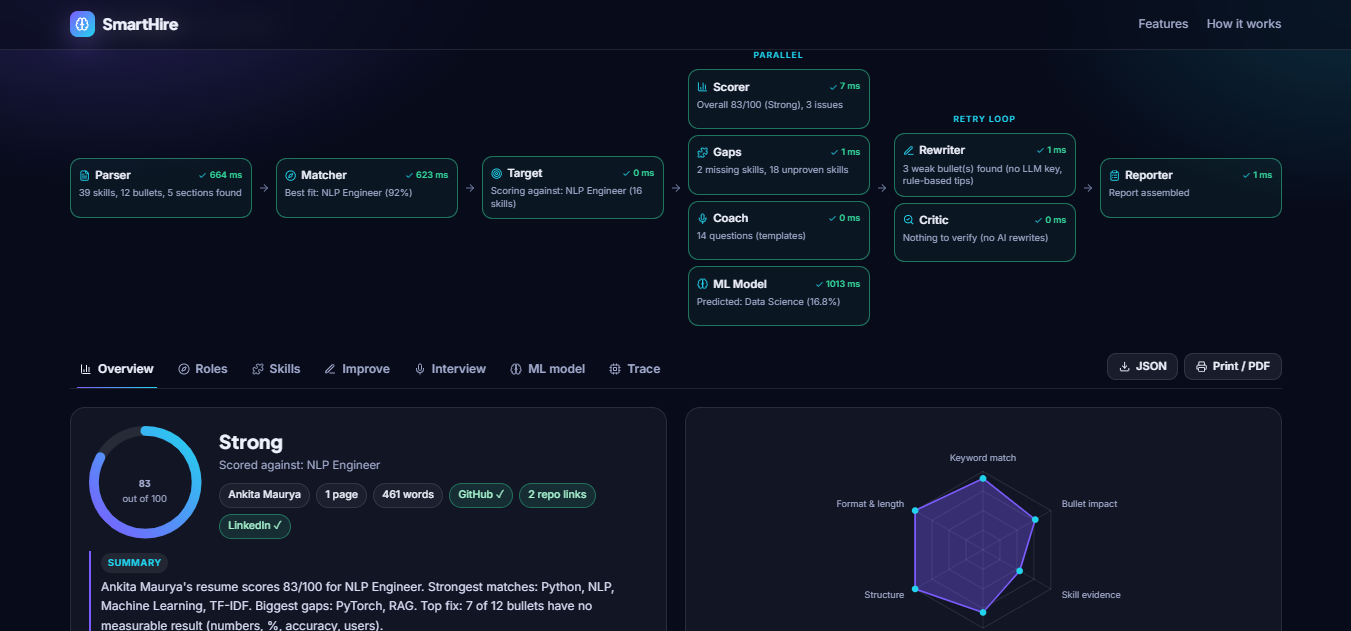 SmartHire
Features
How it works
Parser
664 ms
39 skills, 12 bullets, 5 sections found
Matcher
623 ms
Best fit: NLP Engineer (92%)
Target
0 ms
Scoring against: NLP Engineer (16
skills)
PARALLEL
Scorer
7 ms
Overall 83/100 (Strong), 3 issues
Gaps
1 ms
2 missing skills, 18 unproven skills
Coach
0 ms
14 questions (templates)
ML Model
1013 ms
Predicted: Data Science (16.8%)
RETRY LOOP
Rewriter
1 ms
3 weak bullet(s) found (no LLM key,
rule-based tips)
Critic
0 ms
Nothing to verify (no AI rewrites)
Reporter
1 ms
Report assembled
Overview
Roles
Skills
Improve
Interview
ML model
Trace
JSON
Print / PDF
83
out of 100
Strong
Scored against: NLP Engineer
Ankita Maurya
1 page
461 words
GitHub ✓
2 repo links
LinkedIn ✓
SUMMARY
Ankita Maurya's resume scores 83/100 for NLP Engineer. Strongest matches: Python, NLP,
Machine Learning, TF-IDF. Biggest gaps: PyTorch, RAG. Top fix: 7 of 12 bullets have no
measurable result (numbers, %, accuracy, users).
Keyword match
Format & length
Bullet impact
Structure
Skill evidence